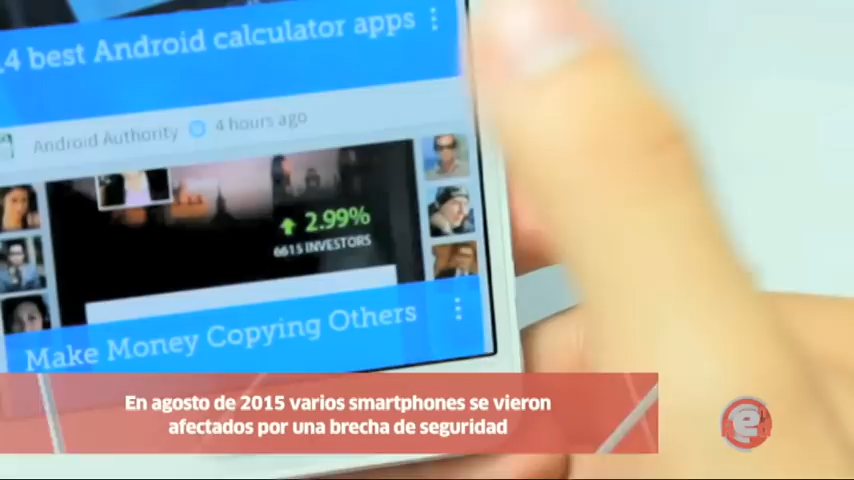 .4 best Android calculator apps
Android Authority 4 hours ago
2.99%
6615 INVESTORS
Make Money Copying Others
En agosto de 2015 varios smartphones se vieron
afectados por una brecha de seguridad
e